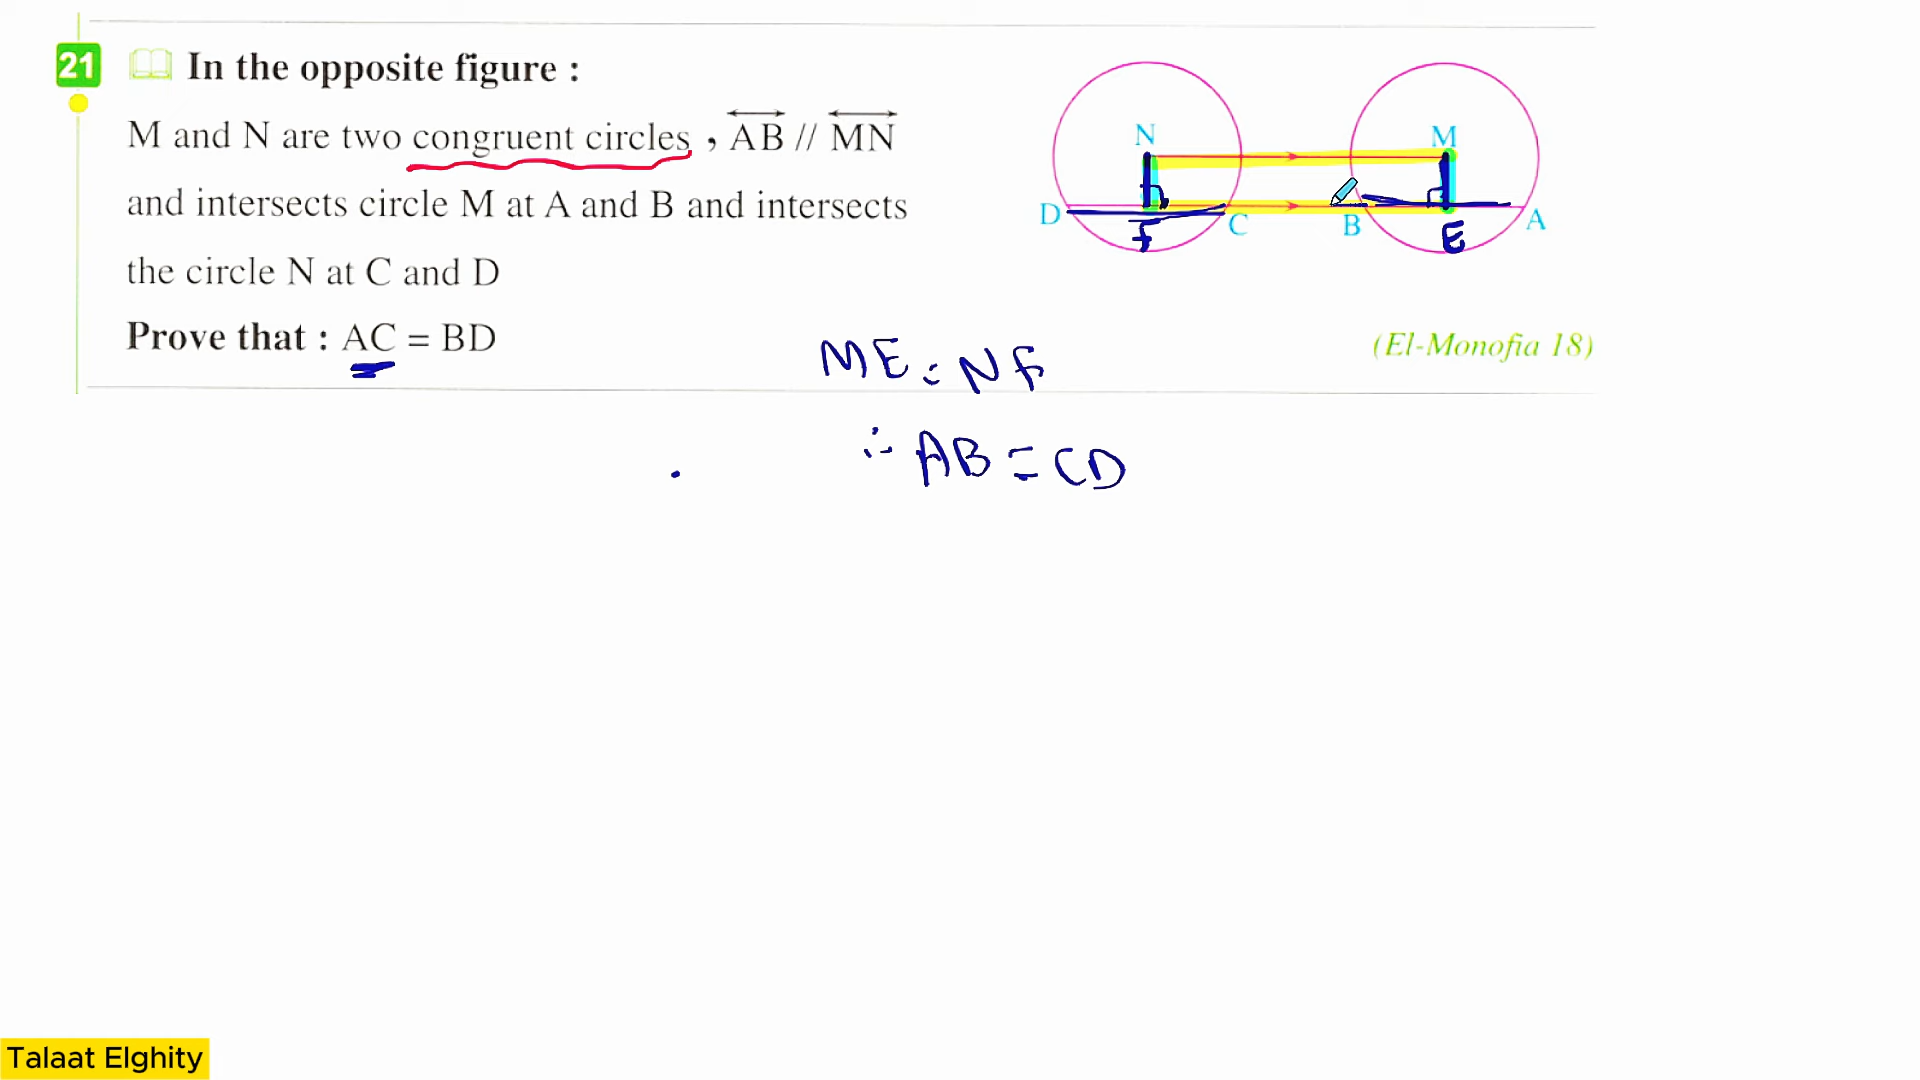 21 In the opposite figure :
M and N are two congruent circles , AB // MN
and intersects circle M at A and B and intersects
the circle N at C and D
Prove that : AC = BD
(El-Monofia 18)
N M
D C B A
F E
ME = NF
∴ AB = CD
Talaat Elghity